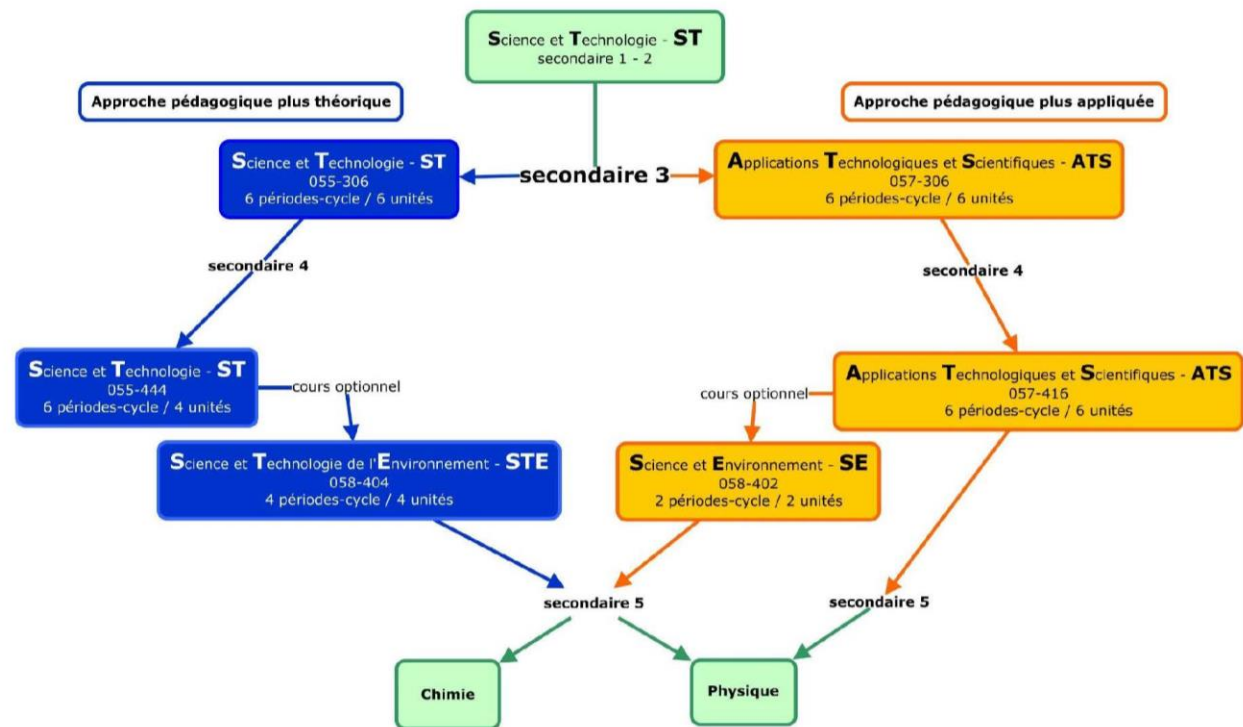 Science et Technologie - ST
secondaire 1 - 2
Approche pédagogique plus théorique
Approche pédagogique plus appliquée
Science et Technologie - ST
055-306
6 périodes-cycle / 6 unités
secondaire 3
Applications Technologiques et Scientifiques - ATS
057-306
6 périodes-cycle / 6 unités
secondaire 4
secondaire 4
Science et Technologie - ST
055-444
6 périodes-cycle / 4 unités
cours optionnel
cours optionnel
Applications Technologiques et Scientifiques - ATS
057-416
6 périodes-cycle / 6 unités
Science et Technologie de l'Environnement - STE
058-404
4 périodes-cycle / 4 unités
Science et Environnement - SE
058-402
2 périodes-cycle / 2 unités
secondaire 5
secondaire 5
Chimie
Physique